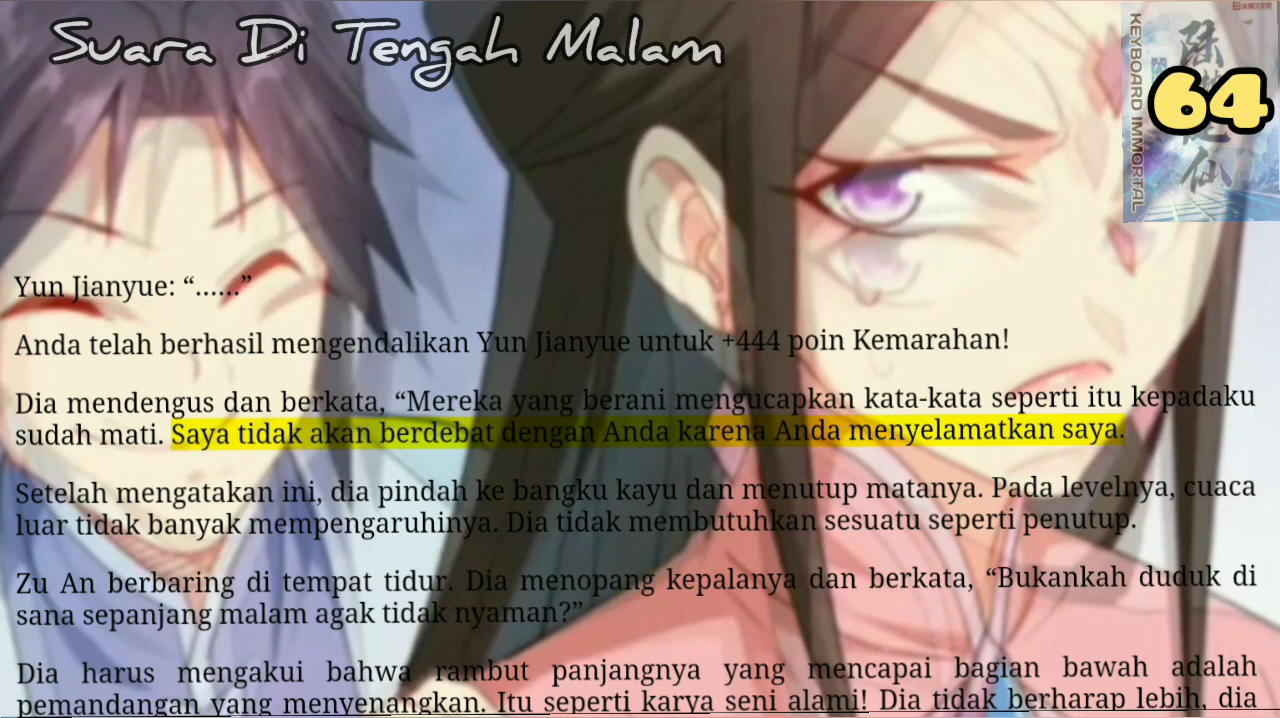 Suara Di Tengah Malam
KEYBOARD IMMORTAL
64
Yun Jianyue: “……”
Anda telah berhasil mengendalikan Yun Jianyue untuk +444 poin Kemarahan!
Dia mendengus dan berkata, “Mereka yang berani mengucapkan kata-kata seperti itu kepadaku
sudah mati. Saya tidak akan berdebat dengan Anda karena Anda menyelamatkan saya.
Setelah mengatakan ini, dia pindah ke bangku kayu dan menutup matanya. Pada levelnya, cuaca
luar tidak banyak mempengaruhinya. Dia tidak membutuhkan sesuatu seperti penutup.
Zu An berbaring di tempat tidur. Dia menopang kepalanya dan berkata, “Bukankah duduk di
sana sepanjang malam agak tidak nyaman?”
Dia harus mengakui bahwa rambut panjangnya yang mencapai bagian bawah adalah
pemandangan yang menyenangkan. Itu seperti karya seni alami! Dia tidak berharap lebih, dia